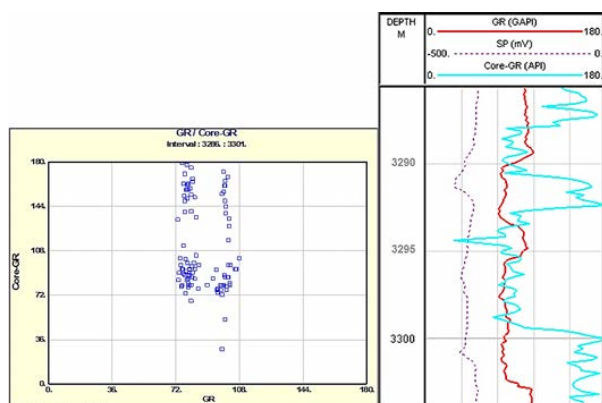 GR / Core-GR
Interval : 3286. : 3301.
Core-GR
180.
144.
108.
72.
36.
0.
0. 36. 72. 108. 144. 180.
GR
DEPTH
M
GR (GAPI)
0. 180.
SP (mV)
-500. 0.
Core-GR (API)
0. 180.
3290
3295
3300